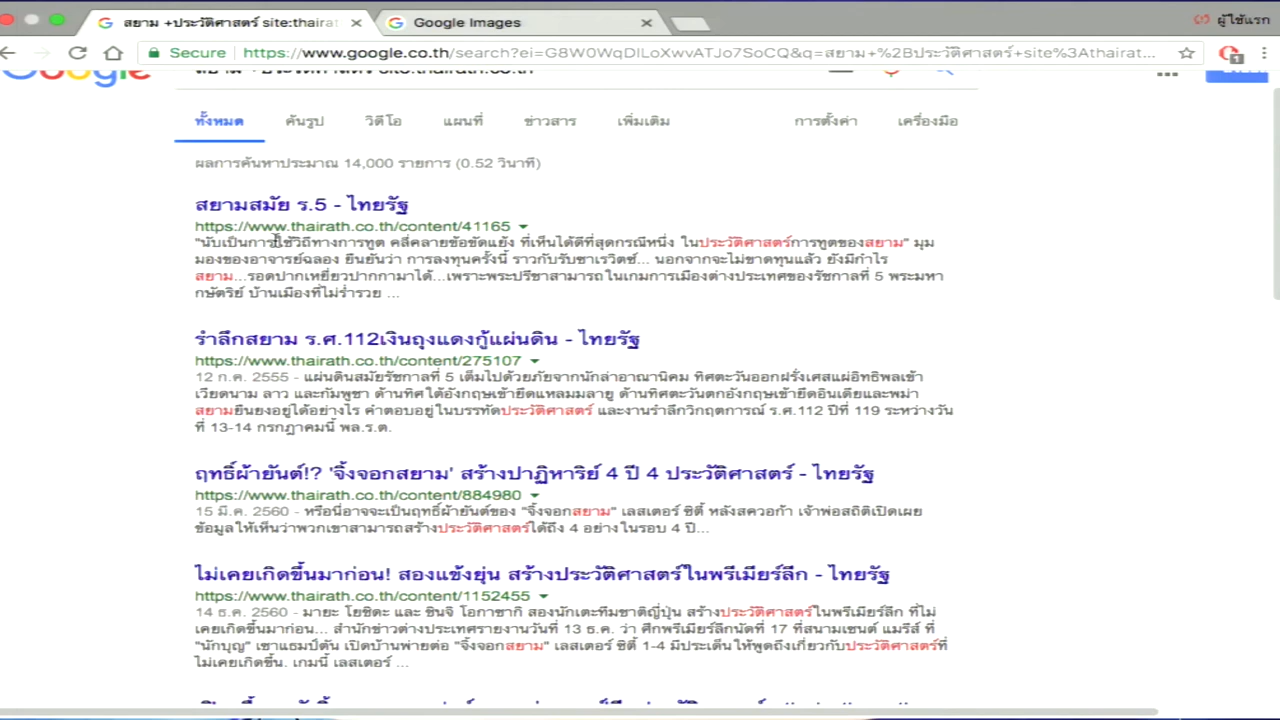 สยาม +ประวัติศาสตร์ site:thairat
Google Images
ผู้ใช้แรก
Secure
https://www.google.co.th/search?ei=G8W0WqDILoXwvATJo7SoCQ&q=สยาม+%2Bประวัติศาสตร์+site%3Athairat...
ทั้งหมด ค้นรูป วิดีโอ แผนที่ ข่าวสาร เพิ่มเติม การตั้งค่า เครื่องมือ
ผลการค้นหาประมาณ 14,000 รายการ (0.52 วินาที)
สยามสมัย ร.5 - ไทยรัฐ
https://www.thairath.co.th/content/41165
"นับเป็นการใช้วิถีทางการทูต คลี่คลายข้อขัดแย้ง ที่เห็นได้ดีที่สุดกรณีหนึ่ง ในประวัติศาสตร์การทูตของสยาม" มุม
มองของอาจารย์ฉลอง ยืนยันว่า การลงทุนครั้งนี้ ราวกับรับซาเรวิตซ์... นอกจากจะไม่ขาดทุนแล้ว ยังมีกำไร
สยาม...รอดปากเหยี่ยวปากกามาได้...เพราะพระปรีชาสามารถในเกมการเมืองต่างประเทศของรัชกาลที่ 5 พระมหา
กษัตริย์ บ้านเมืองที่ไม่ร่ำรวย ...
รำลึกสยาม ร.ศ.112เงินถุงแดงกู้แผ่นดิน - ไทยรัฐ
https://www.thairath.co.th/content/275107
12 ก.ค. 2555 - แผ่นดินสมัยรัชกาลที่ 5 เต็มไปด้วยภัยจากนักล่าอาณานิคม ทิศตะวันออกฝรั่งเศสแผ่อิทธิพลเข้า
เวียดนาม ลาว และกัมพูชา ด้านทิศใต้อังกฤษเข้ายึดแหลมมลายู ด้านทิศตะวันตกอังกฤษเข้ายึดอินเดียและพม่า
สยามยืนยงอยู่ได้อย่างไร คำตอบอยู่ในบรรทัดประวัติศาสตร์ และงานรำลึกวิกฤตการณ์ ร.ศ.112 ปีที่ 119 ระหว่างวัน
ที่ 13-14 กรกฎาคมนี้ พล.ร.ต.
ฤทธิ์ผ้ายันต์!? 'จิ้งจอกสยาม' สร้างปาฏิหาริย์ 4 ปี 4 ประวัติศาสตร์ - ไทยรัฐ
https://www.thairath.co.th/content/884980
15 มี.ค. 2560 - หรือนี่อาจจะเป็นฤทธิ์ผ้ายันต์ของ "จิ้งจอกสยาม" เลสเตอร์ ซิตี้ หลังสควอก้า เจ้าพ่อสถิติเปิดเผย
ข้อมูลให้เห็นว่าพวกเขาสามารถสร้างประวัติศาสตร์ได้ถึง 4 อย่างในรอบ 4 ปี...
ไม่เคยเกิดขึ้นมาก่อน! สองแข้งยุ่น สร้างประวัติศาสตร์ในพรีเมียร์ลีก - ไทยรัฐ
https://www.thairath.co.th/content/1152455
14 ธ.ค. 2560 - มายะ โยชิดะ และ ชินจิ โอกาซากิ สองนักเตะทีมชาติญี่ปุ่น สร้างประวัติศาสตร์ในพรีเมียร์ลีก ที่ไม่
เคยเกิดขึ้นมาก่อน... สำนักข่าวต่างประเทศรายงานวันที่ 13 ธ.ค. ว่า ศึกพรีเมียร์ลีกนัดที่ 17 ที่สนามเซนต์ แมรีส์ ที่
"นักบุญ" เซาแธมป์ตัน เปิดบ้านพ่ายต่อ "จิ้งจอกสยาม" เลสเตอร์ ซิตี้ 1-4 มีประเด็นให้พูดถึงเกี่ยวกับประวัติศาสตร์ที่
ไม่เคยเกิดขึ้น. เกมนี้ เลสเตอร์ ...